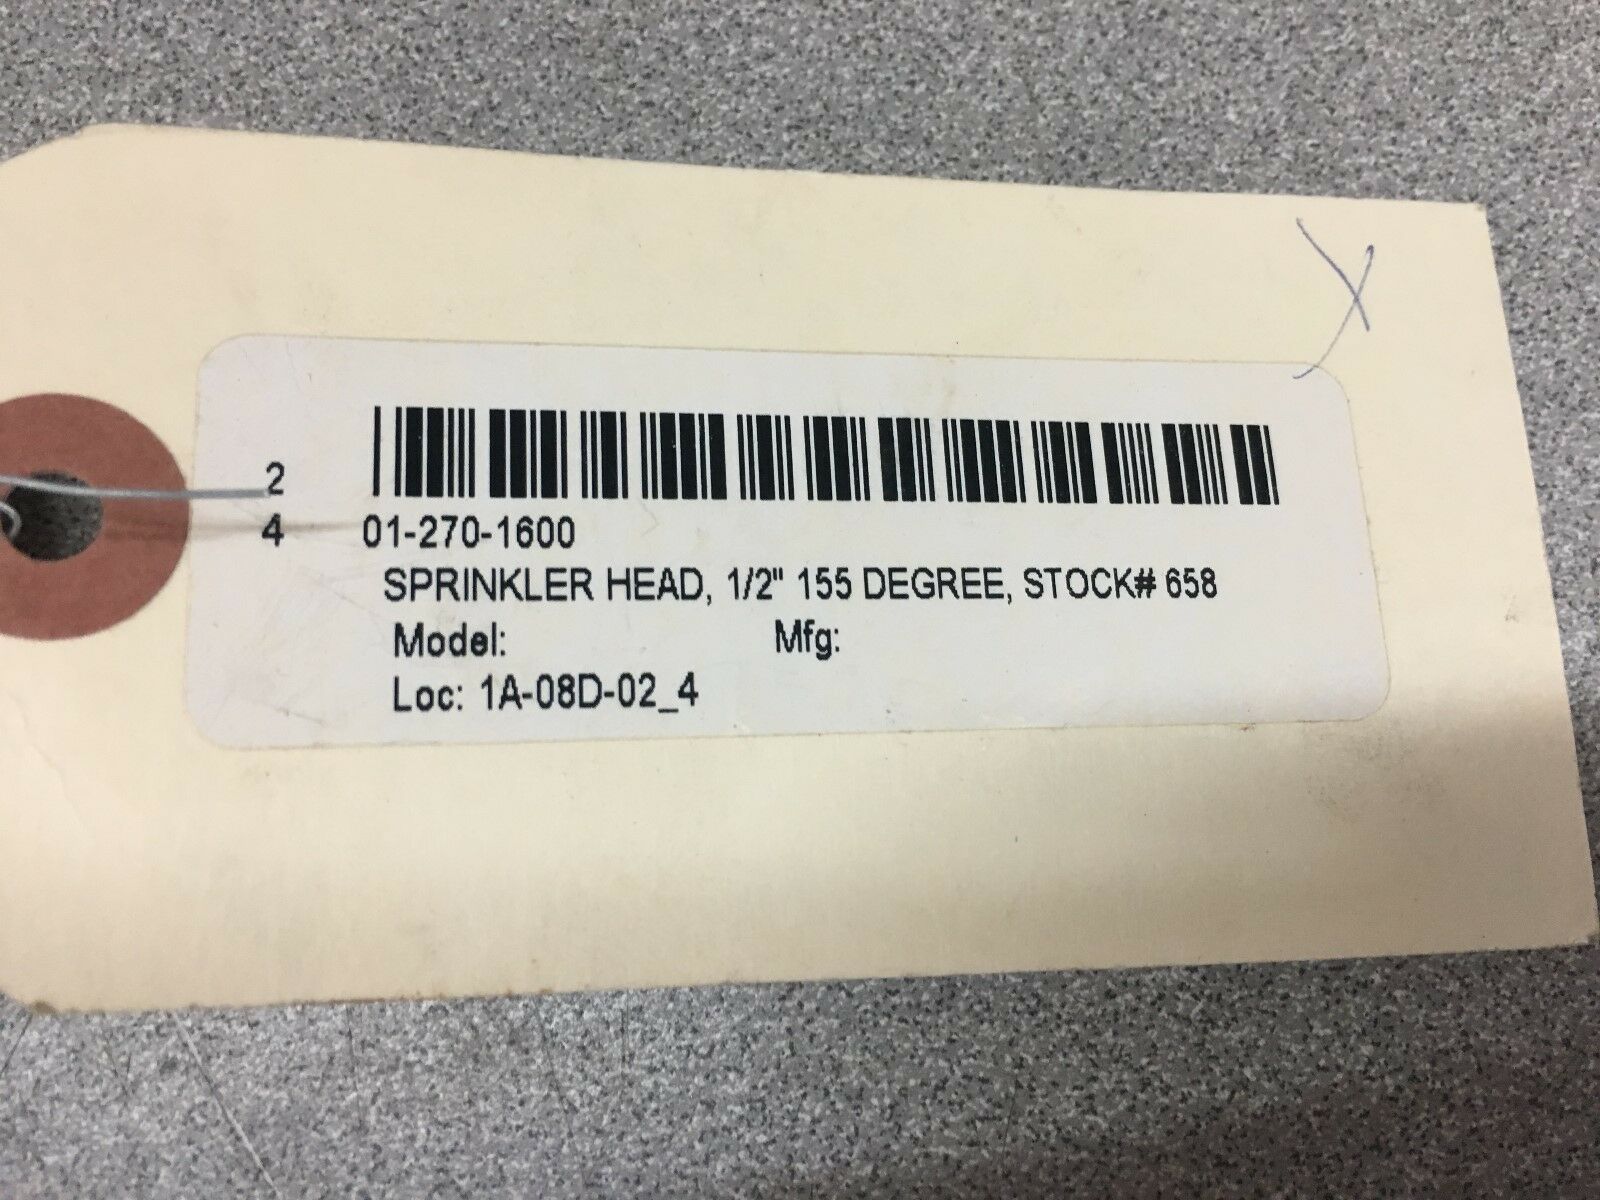 2
4 01-270-1600
SPRINKLER HEAD, 1/2" 155 DEGREE, STOCK# 658
Model: Mfg:
Loc: 1A-08D-02_4
X